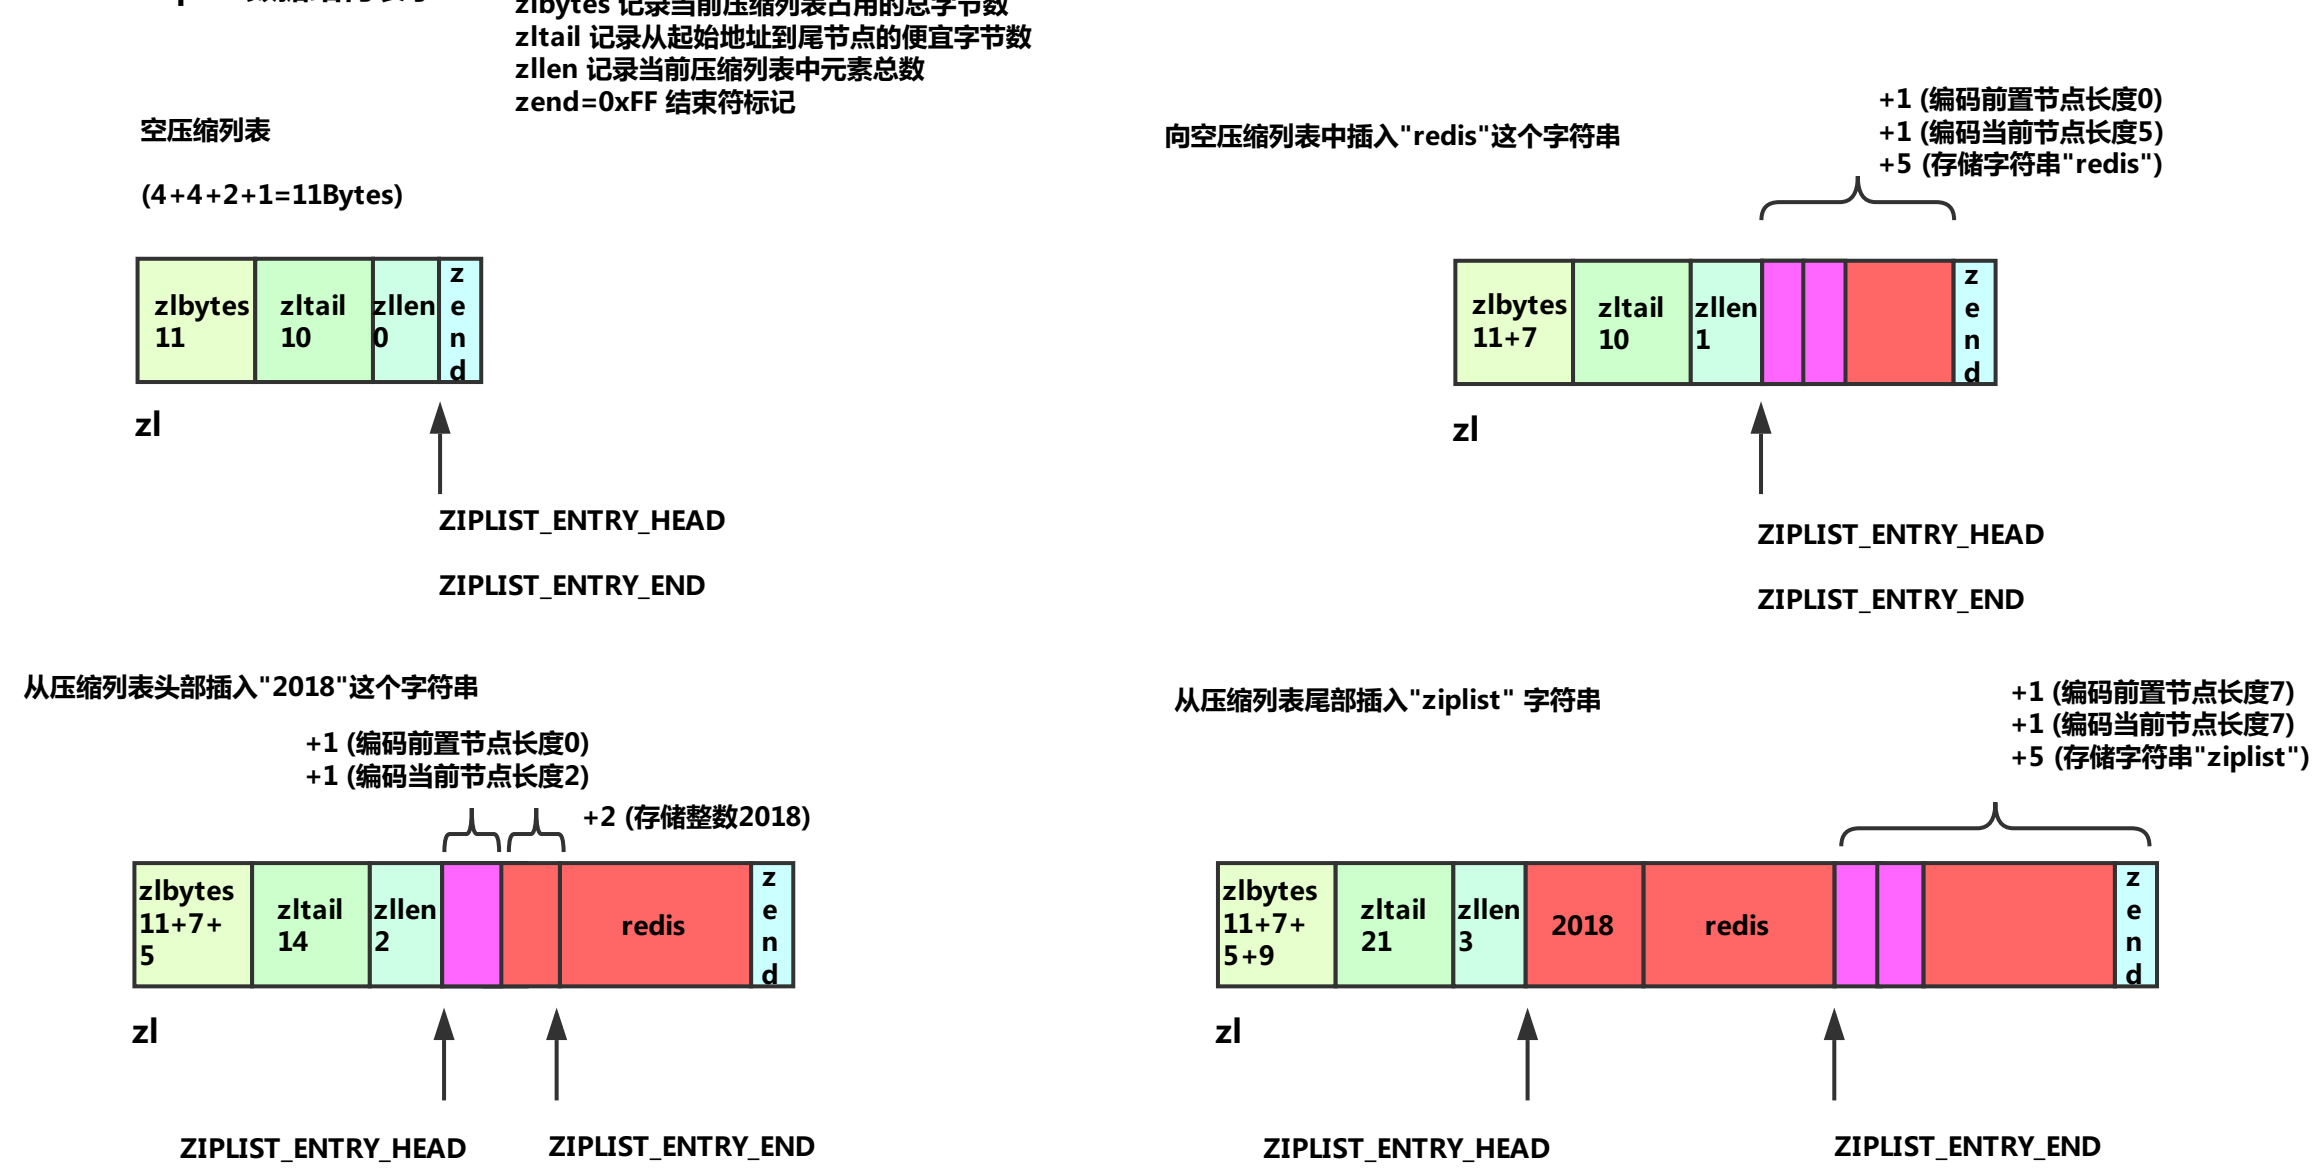 zlbytes 记录当前压缩列表占用的总字节数
zltail 记录从起始地址到尾节点的便宜字节数
zllen 记录当前压缩列表中元素总数
zend=0xFF 结束符标记
空压缩列表
(4+4+2+1=11Bytes)
zlbytes
11
zltail
10
zllen
0
z
e
n
d
zl
ZIPLIST_ENTRY_HEAD
ZIPLIST_ENTRY_END
向空压缩列表中插入"redis"这个字符串
+1 (编码前置节点长度0)
+1 (编码当前节点长度5)
+5 (存储字符串"redis")
zlbytes
11+7
zltail
10
zllen
1
z
e
n
d
zl
ZIPLIST_ENTRY_HEAD
ZIPLIST_ENTRY_END
从压缩列表头部插入"2018"这个字符串
+1 (编码前置节点长度0)
+1 (编码当前节点长度2)
+2 (存储整数2018)
zlbytes
11+7+
5
zltail
14
zllen
2
redis
z
e
n
d
zl
ZIPLIST_ENTRY_HEAD
ZIPLIST_ENTRY_END
从压缩列表尾部插入"ziplist" 字符串
+1 (编码前置节点长度7)
+1 (编码当前节点长度7)
+5 (存储字符串"ziplist")
zlbytes
11+7+
5+9
zltail
21
zllen
3
2018
redis
z
e
n
d
zl
ZIPLIST_ENTRY_HEAD
ZIPLIST_ENTRY_END